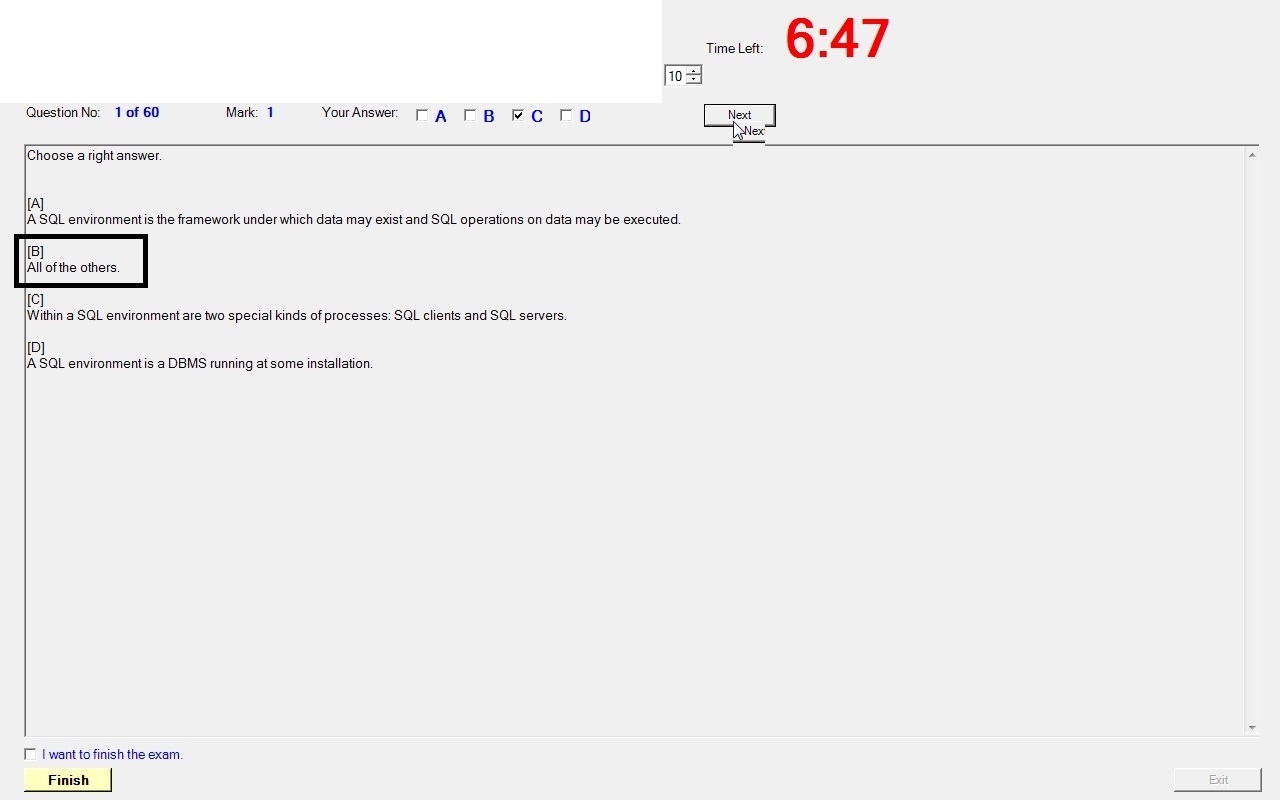 Time Left: 6:47
10
Question No: 1 of 60 Mark: 1 Your Answer: A B C D Next
Nex
Choose a right answer.
[A]
A SQL environment is the framework under which data may exist and SQL operations on data may be executed.
[B]
All of the others.
[C]
Within a SQL environment are two special kinds of processes: SQL clients and SQL servers.
[D]
A SQL environment is a DBMS running at some installation.
I want to finish the exam.
Finish Exit